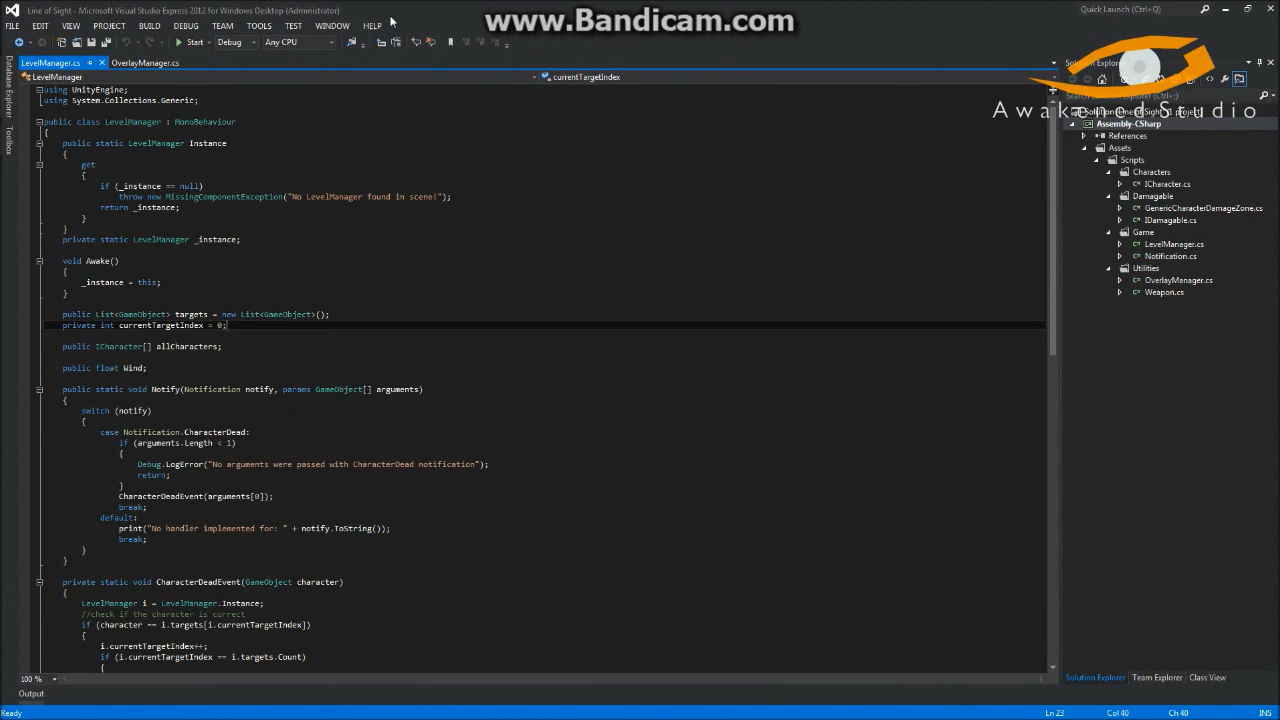 Line of Sight - Microsoft Visual Studio Express 2012 for Windows Desktop (Administrator)
www.Bandicam.com
Quick Launch (Ctrl+;)
FILE EDIT VIEW PROJECT BUILD DEBUG TEAM TOOLS TEST WINDOW HELP
Start Debug Any CPU
LevelManager.cs OverlayManager.cs
Solution Explorer
LevelManager currentTargetIndex
Database Explorer
Toolbox
using UnityEngine;
using System.Collections.Generic;
public class LevelManager : MonoBehaviour
{
public static LevelManager Instance
{
get
{
if (_instance == null)
throw new MissingComponentException("No LevelManager found in scene!");
return _instance;
}
}
private static LevelManager _instance;
void Awake()
{
_instance = this;
}
public List<GameObject> targets = new List<GameObject>();
private int currentTargetIndex = 0;
public ICharacter[] allCharacters;
public float Wind;
public static void Notify(Notification notify, params GameObject[] arguments)
{
switch (notify)
{
case Notification.CharacterDead:
if (arguments.Length < 1)
{
Debug.LogError("No arguments were passed with CharacterDead notification");
return;
}
CharacterDeadEvent(arguments[0]);
break;
default:
print("No handler implemented for: " + notify.ToString());
break;
}
}
private static void CharacterDeadEvent(GameObject character)
{
LevelManager i = LevelManager.Instance;
//check if the character is correct
if (character == i.targets[i.currentTargetIndex])
{
i.currentTargetIndex++;
if (i.currentTargetIndex == i.targets.Count)
{
Awakened Studio
Assembly-CSharp
References
Assets
Scripts
Characters
ICharacter.cs
Damagable
GenericCharacterDamageZone.cs
IDamagable.cs
Game
LevelManager.cs
Notification.cs
Utilities
OverlayManager.cs
Weapon.cs
100 %
Solution Explorer Team Explorer Class View
Output
Ready Ln 23 Col 40 Ch 40 INS